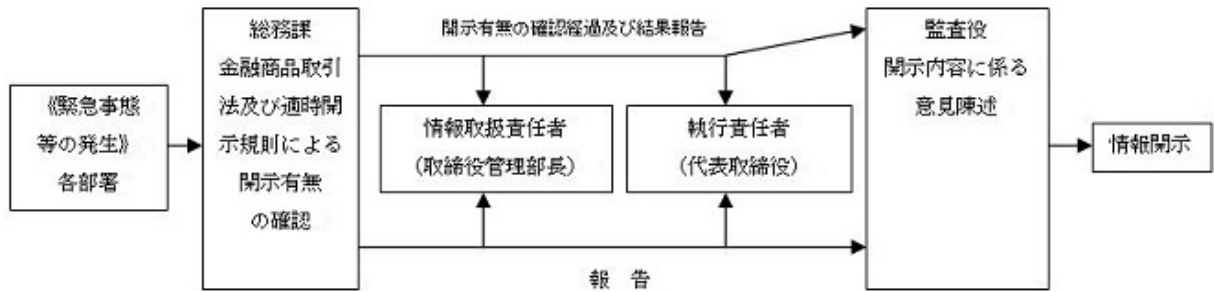 《緊急事態
等の発生》
各部署
総務課
金融商品取引
法及び適時開
示規則による
開示有無
の確認
開示有無の確認経過及び結果報告
情報取扱責任者
(取締役管理部長)
執行責任者
(代表取締役)
報 告
監査役
開示内容に係る
意見陳述
情報開示